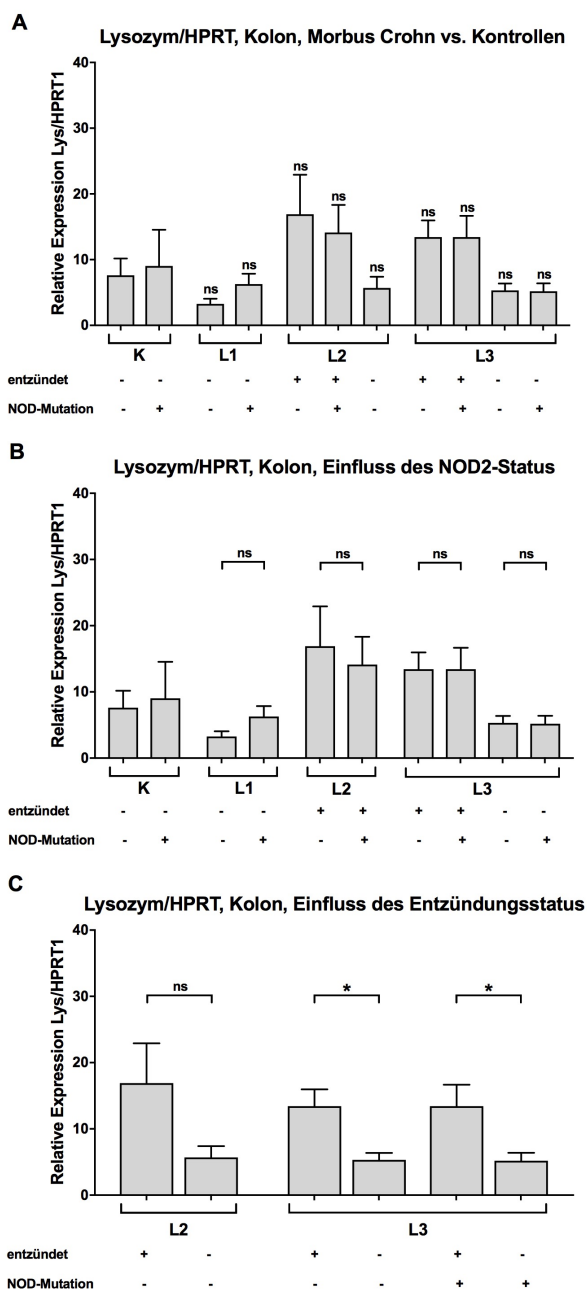 A
Lysozym/HPRT, Kolon, Morbus Crohn vs. Kontrollen
Relative Expression Lys/HPRT1
40
30
20
10
0
ns ns ns ns ns ns ns ns ns
K L1 L2 L3
entzündet - - - - + + - + + - -
NOD-Mutation - + - + - + - - + - +
B
Lysozym/HPRT, Kolon, Einfluss des NOD2-Status
Relative Expression Lys/HPRT1
40
30
20
10
0
ns ns ns ns
K L1 L2 L3
entzündet - - - - + + + + - -
NOD-Mutation - + - + - + - + - +
C
Lysozym/HPRT, Kolon, Einfluss des Entzündungsstatus
Relative Expression Lys/HPRT1
40
30
20
10
0
ns * *
L2 L3
entzündet + - + - + -
NOD-Mutation - - - - + +